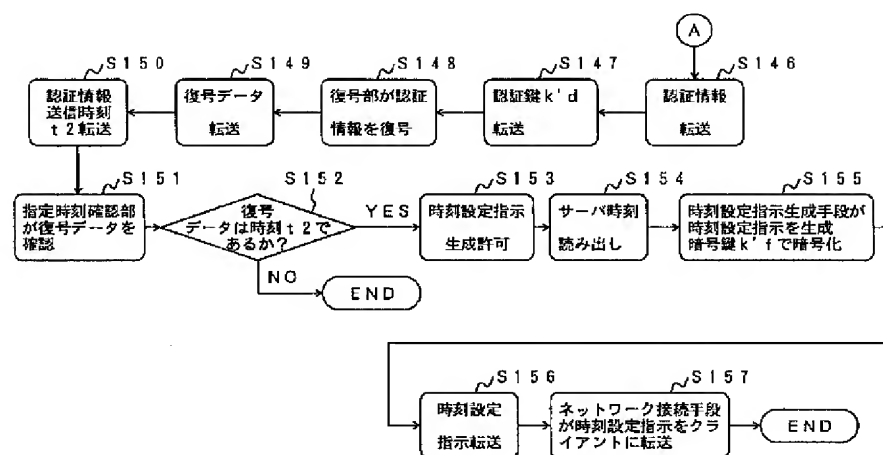 A
S146
認証情報
転送
S147
認証鍵k'd
転送
S148
復号部が認証
情報を復号
S149
復号データ
転送
S150
認証情報
送信時刻
t2転送
S151
指定時刻確認部
が復号データを
確認
S152
復号
データは時刻t2で
あるか?
YES
NO
END
S153
時刻設定指示
生成許可
S154
サーバ時刻
読み出し
S155
時刻設定指示生成手段が
時刻設定指示を生成
暗号鍵k'fで暗号化
S156
時刻設定
指示転送
S157
ネットワーク接続手段
が時刻設定指示をクラ
イアントに転送
END